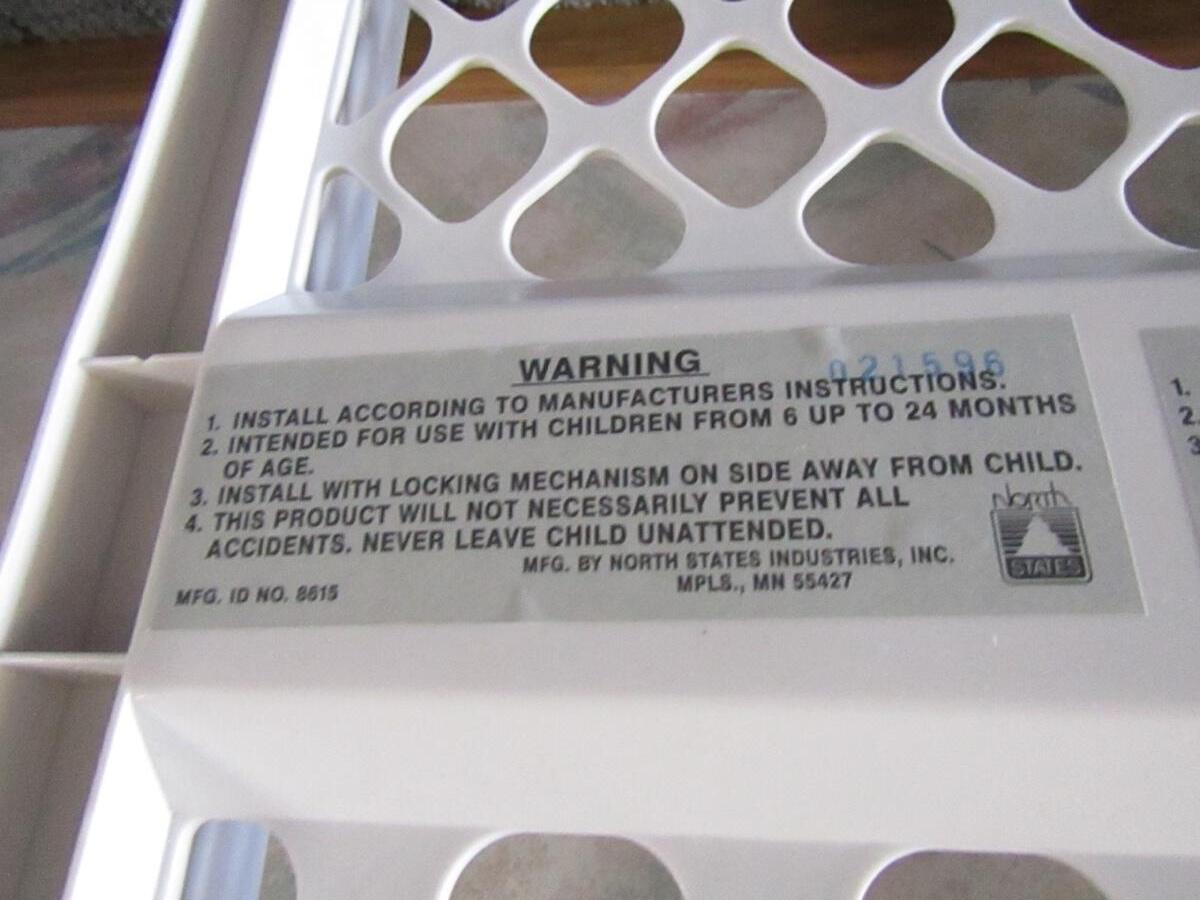 WARNING
021596
1. INSTALL ACCORDING TO MANUFACTURERS INSTRUCTIONS.
2. INTENDED FOR USE WITH CHILDREN FROM 6 UP TO 24 MONTHS
OF AGE.
3. INSTALL WITH LOCKING MECHANISM ON SIDE AWAY FROM CHILD.
4. THIS PRODUCT WILL NOT NECESSARILY PREVENT ALL
ACCIDENTS. NEVER LEAVE CHILD UNATTENDED.
MFG. BY NORTH STATES INDUSTRIES, INC.
MPLS., MN 55427
MFG. ID NO. 8615
North
STATES
1.
2.
3